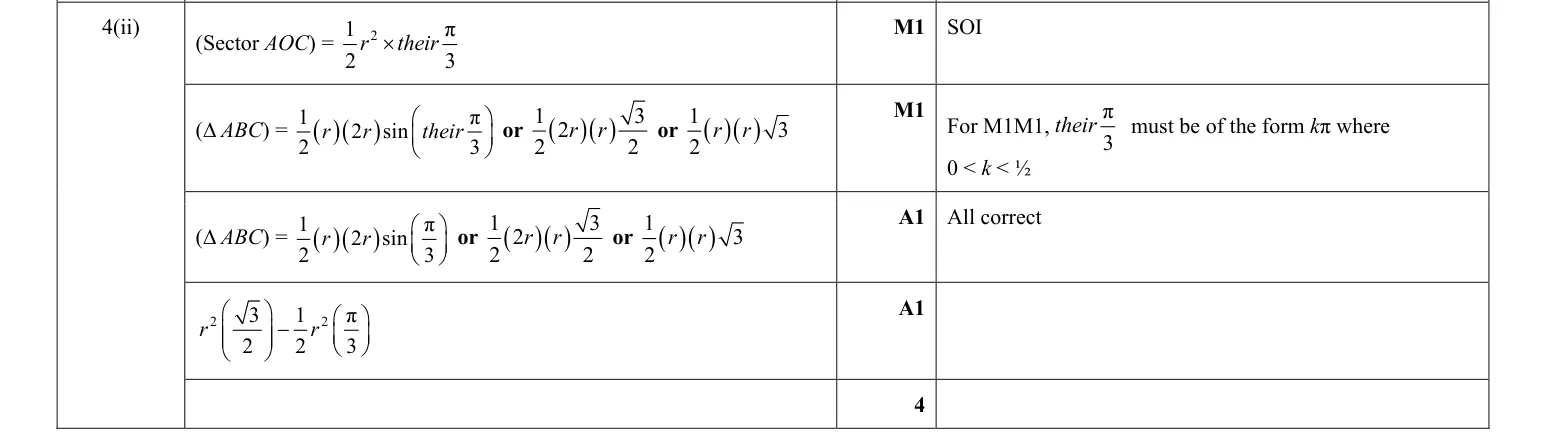 4(ii) (Sector AOC) = 1/2 r² × their π/3 M1 SOI
(Δ ABC) = 1/2 (r)(2r) sin(their π/3) or 1/2 (2r)(r) √3/2 or 1/2 (r)(r)√3 M1 For M1M1, their π/3 must be of the form kπ where
0 < k < ½
(Δ ABC) = 1/2 (r)(2r) sin(π/3) or 1/2 (2r)(r) √3/2 or 1/2 (r)(r)√3 A1 All correct
r²(√3/2) − 1/2 r²(π/3) A1
4